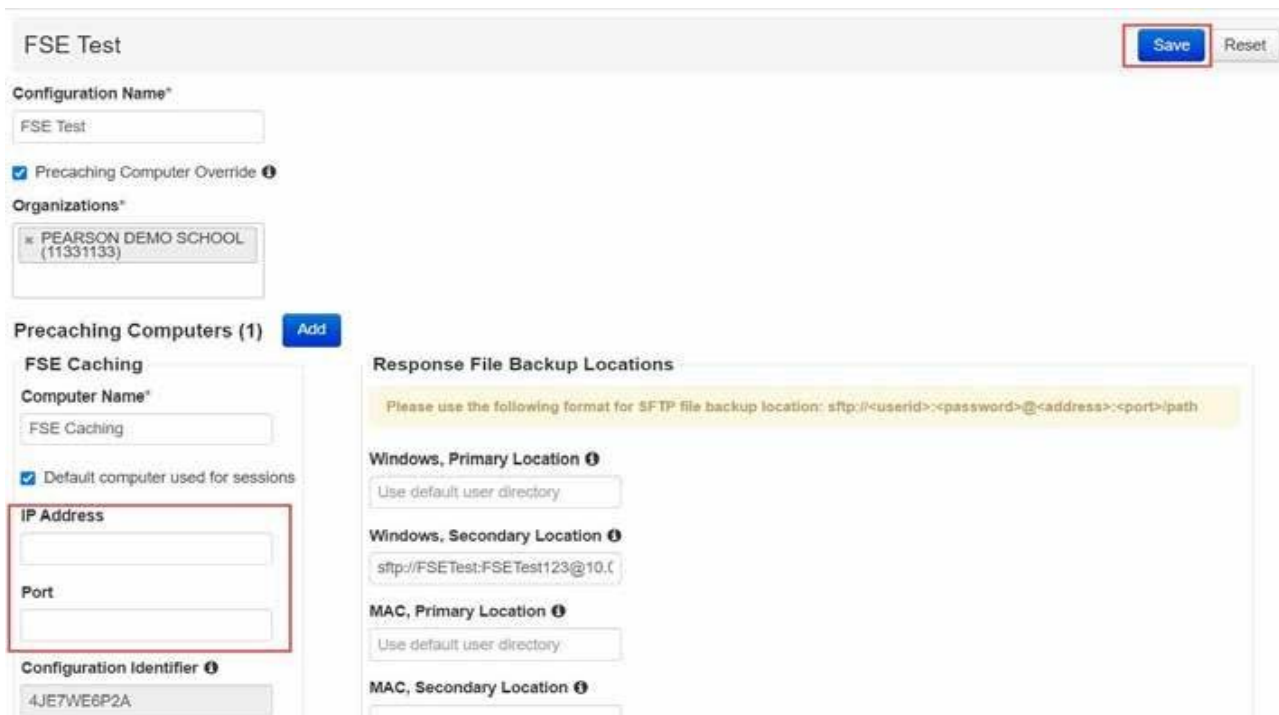 FSE Test
Save Reset
Configuration Name*
FSE Test
Precaching Computer Override
Organizations*
× PEARSON DEMO SCHOOL
(11331133)
Precaching Computers (1) Add
FSE Caching
Computer Name*
FSE Caching
Default computer used for sessions
IP Address
Port
Configuration Identifier
4JE7WE6P2A
Response File Backup Locations
Please use the following format for SFTP file backup location: sftp://<userid>:<password>@<address>:<port>/path
Windows, Primary Location
Use default user directory
Windows, Secondary Location
sftp://FSETest:FSETest123@10.(
MAC, Primary Location
Use default user directory
MAC, Secondary Location